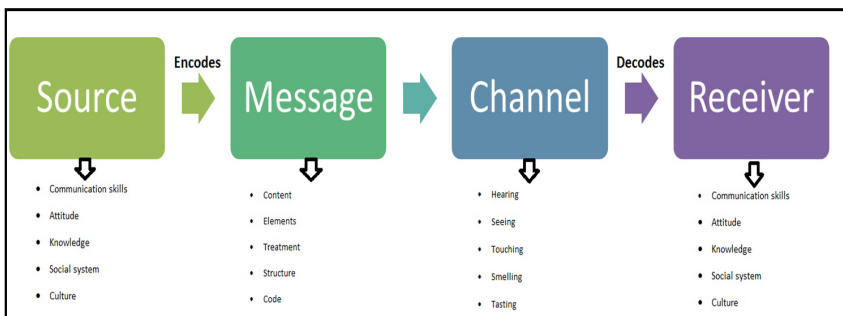 Encodes
Decodes
Source
Message
Channel
Receiver
Communication skills
Attitude
Knowledge
Social system
Culture
Content
Elements
Treatment
Structure
Code
Hearing
Seeing
Touching
Smelling
Tasting
Communication skills
Attitude
Knowledge
Social system
Culture